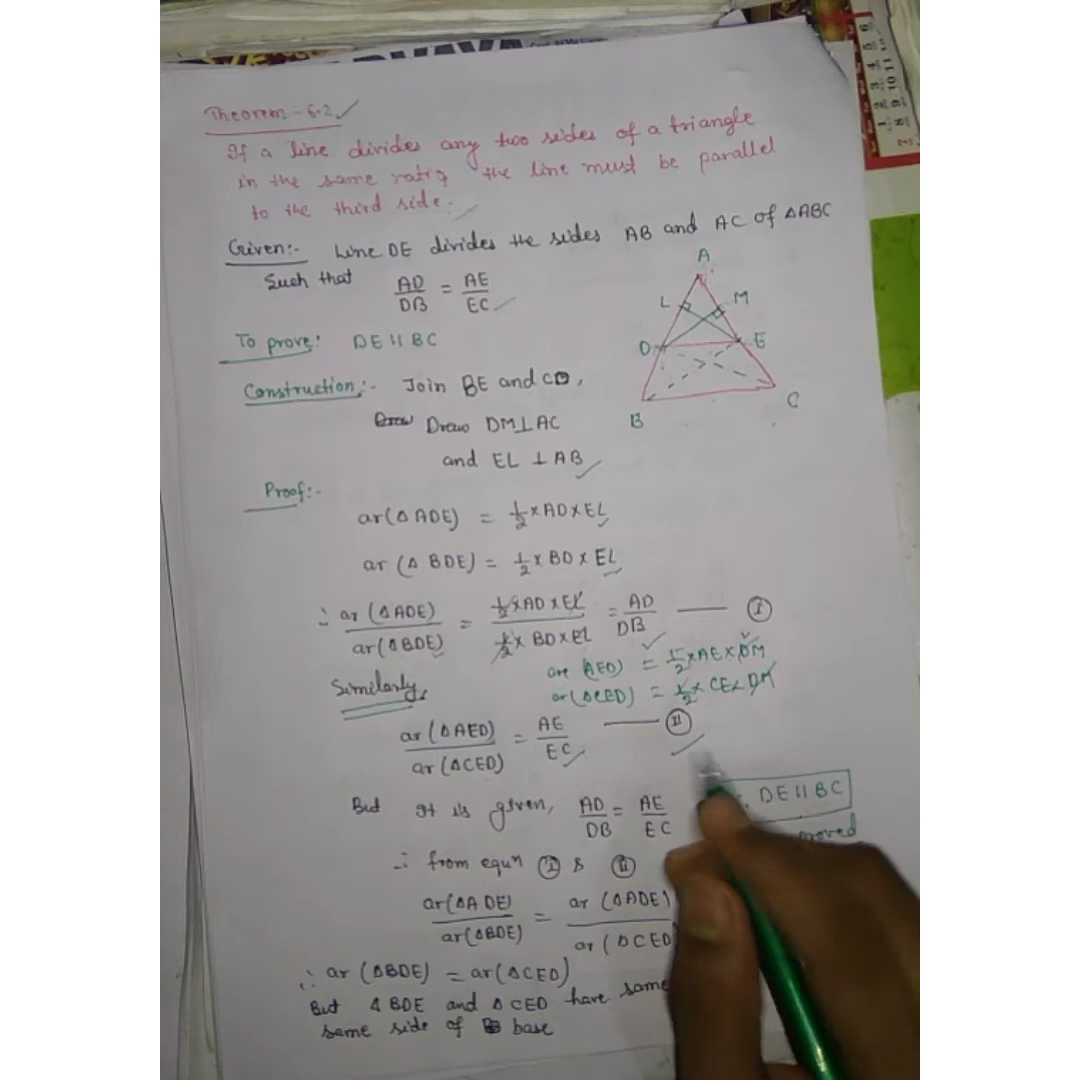 Theorem - 6.2
If a line divides any two sides of a triangle
in the same ratio, the line must be parallel
to the third side.
Given:- Line DE divides the sides AB and AC of ΔABC
Such that AD/DB = AE/EC
To prove: DE || BC
Construction:- Join BE and CD,
Draw DM⊥AC
and EL ⊥ AB
A
L
M
D
E
B
C
Proof:-
ar(Δ ADE) = 1/2 × AD × EL
ar (Δ BDE) = 1/2 × BD × EL
∴ ar (ΔADE)/ar(ΔBDE) = 1/2 × AD × EL / 1/2 × BD × EL = AD/DB —— I
are (AED) = 1/2 × AE × DM
ar(ΔCED) = 1/2 × CE × DM
Similarly,
ar (ΔAED)/ar (ΔCED) = AE/EC —— II
But It is given, AD/DB = AE/EC
∴ from equn I & II
ar(ΔADE)/ar(ΔBDE) = ar (ΔADE)/ar (ΔCED)
∴ ar (ΔBDE) = ar(ΔCED)
But Δ BDE and Δ CED have same
same side of base
DE || BC